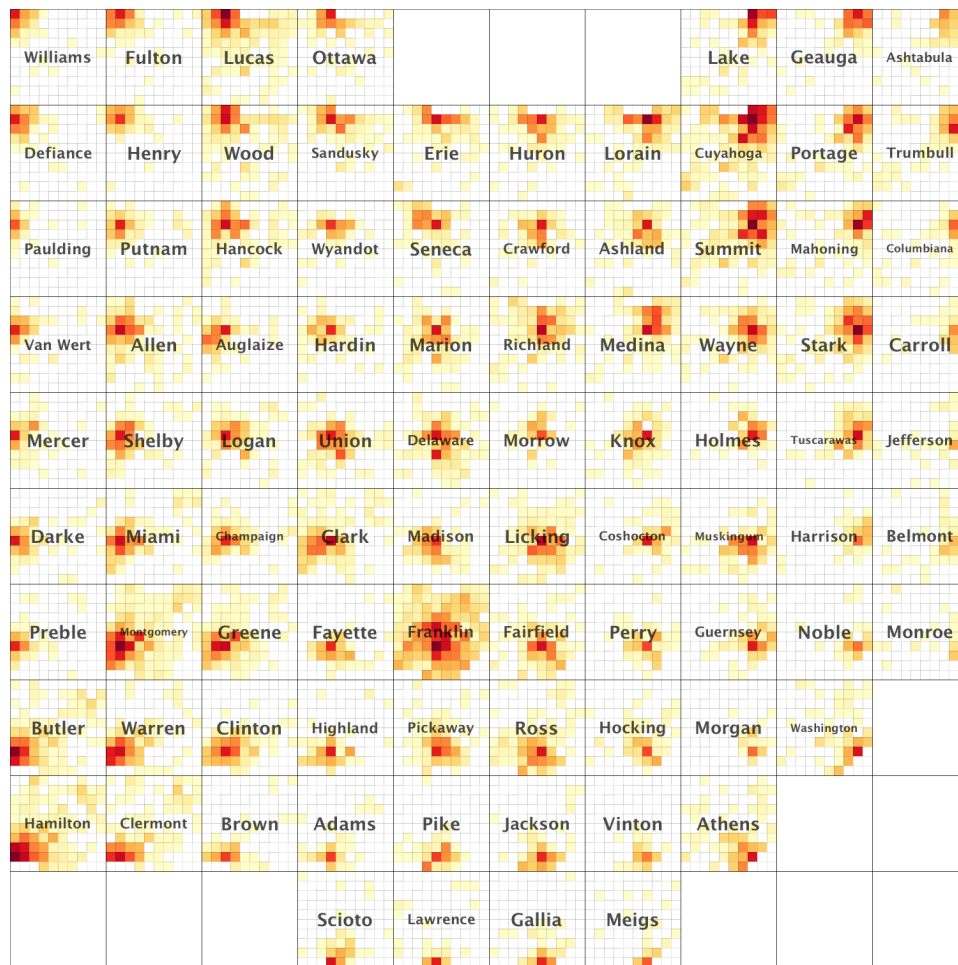 Williams Fulton Lucas Ottawa Lake Geauga Ashtabula
Defiance Henry Wood Sandusky Erie Huron Lorain Cuyahoga Portage Trumbull
Paulding Putnam Hancock Wyandot Seneca Crawford Ashland Summit Mahoning Columbiana
Van Wert Allen Auglaize Hardin Marion Richland Medina Wayne Stark Carroll
Mercer Shelby Logan Union Delaware Morrow Knox Holmes Tuscarawas Jefferson
Darke Miami Champaign Clark Madison Licking Coshocton Muskingum Harrison Belmont
Preble Montgomery Greene Fayette Franklin Fairfield Perry Guernsey Noble Monroe
Butler Warren Clinton Highland Pickaway Ross Hocking Morgan Washington
Hamilton Clermont Brown Adams Pike Jackson Vinton Athens
Scioto Lawrence Gallia Meigs